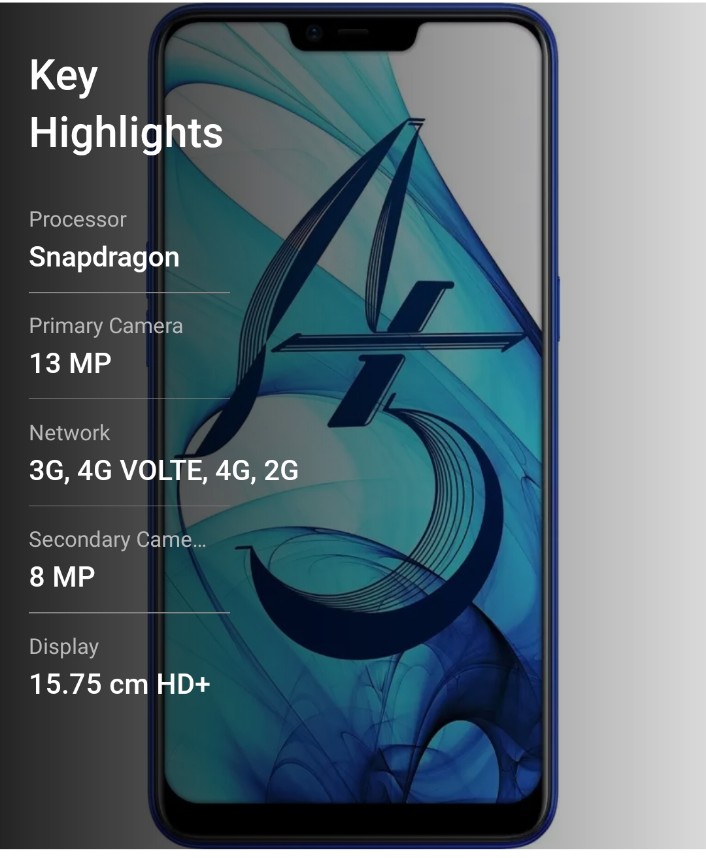 Key
Highlights
Processor
Snapdragon
Primary Camera
13 MP
Network
3G, 4G VOLTE, 4G, 2G
Secondary Came...
8 MP
Display
15.75 cm HD+
A5